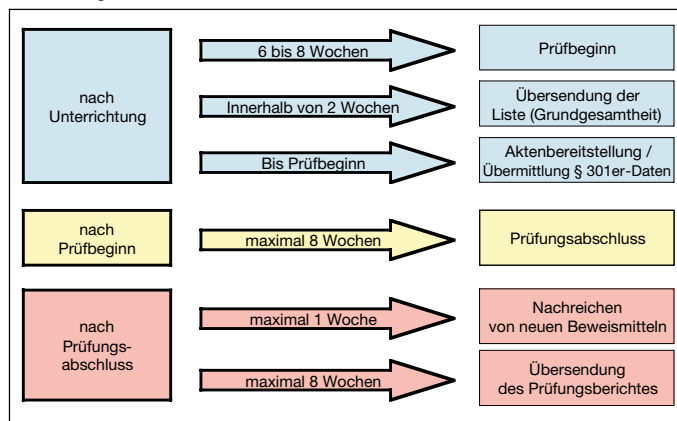 nach
Unterrichtung
6 bis 8 Wochen
Prüfbeginn
Innerhalb von 2 Wochen
Übersendung der
Liste (Grundgesamtheit)
Bis Prüfbeginn
Aktenbereitstellung /
Übermittlung § 301er-Daten
nach
Prüfbeginn
maximal 8 Wochen
Prüfungsabschluss
nach
Prüfungs-
abschluss
maximal 1 Woche
Nachreichen
von neuen Beweismitteln
maximal 8 Wochen
Übersendung
des Prüfungsberichtes